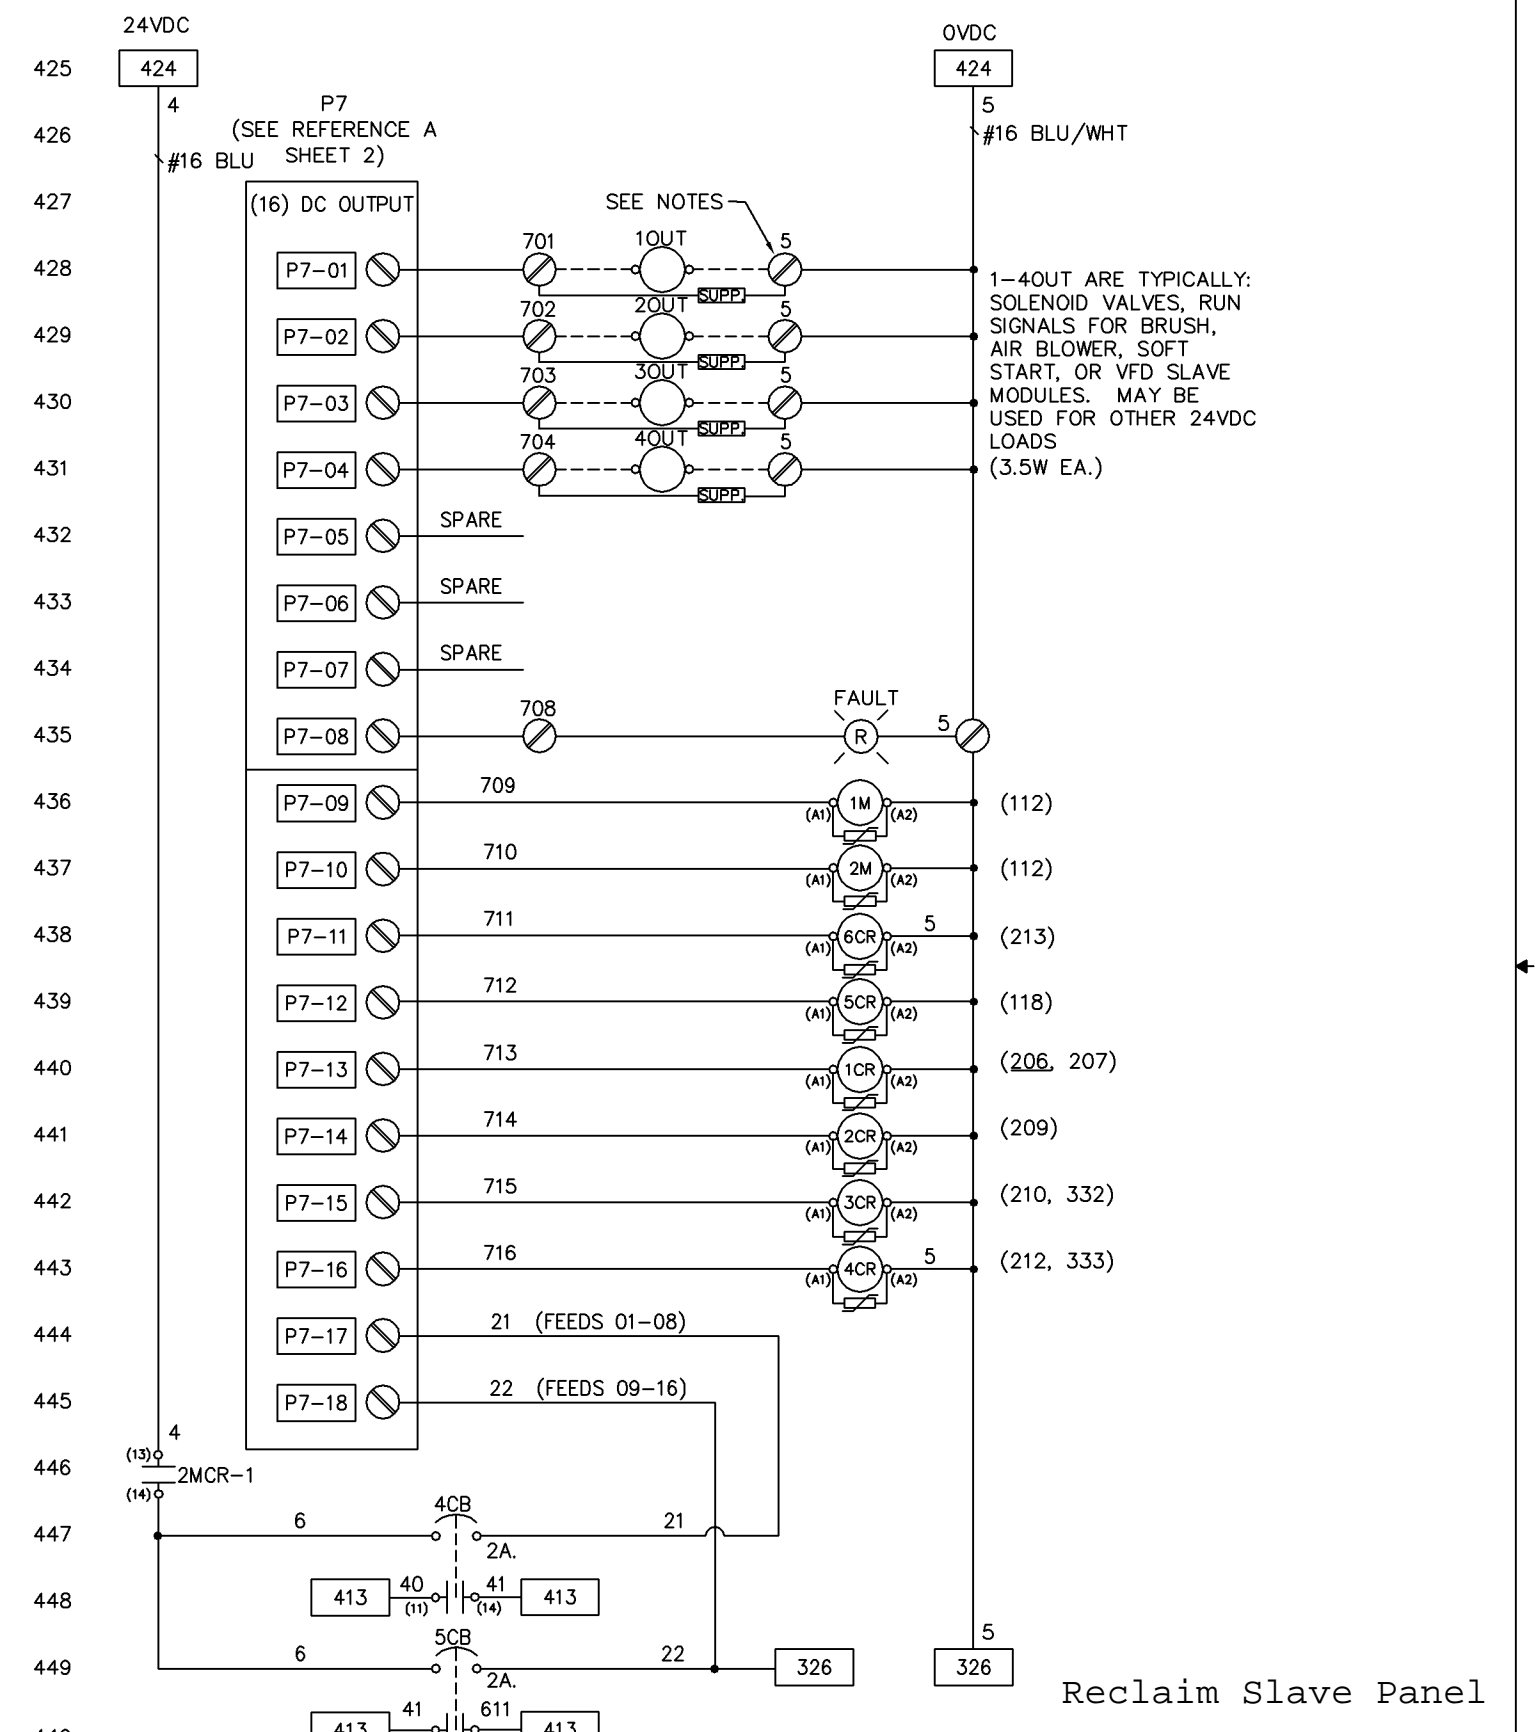 24VDC
0VDC
425
424
424
4
P7
5
426
(SEE REFERENCE A
SHEET 2)
#16 BLU
#16 BLU/WHT
427
(16) DC OUTPUT
SEE NOTES
428
P7-01
701
1OUT
5
SUPP.
1-4OUT ARE TYPICALLY:
SOLENOID VALVES, RUN
SIGNALS FOR BRUSH,
AIR BLOWER, SOFT
START, OR VFD SLAVE
MODULES. MAY BE
USED FOR OTHER 24VDC
LOADS
(3.5W EA.)
429
P7-02
702
2OUT
5
SUPP.
430
P7-03
703
3OUT
5
SUPP.
431
P7-04
704
4OUT
5
SUPP.
432
P7-05
SPARE
433
P7-06
SPARE
434
P7-07
SPARE
435
P7-08
708
FAULT
R
5
436
P7-09
709
(A1)
1M
(A2)
(112)
437
P7-10
710
(A1)
2M
(A2)
(112)
438
P7-11
711
(A1)
6CR
(A2)
5
(213)
439
P7-12
712
(A1)
5CR
(A2)
(118)
440
P7-13
713
(A1)
1CR
(A2)
(206, 207)
441
P7-14
714
(A1)
2CR
(A2)
(209)
442
P7-15
715
(A1)
3CR
(A2)
(210, 332)
443
P7-16
716
(A1)
4CR
(A2)
5
(212, 333)
444
P7-17
21 (FEEDS 01-08)
445
P7-18
22 (FEEDS 09-16)
4
446
(13)
2MCR-1
(14)
447
6
4CB
2A.
21
448
413
40
(11)
41
(14)
413
449
6
5CB
2A.
22
326
5
326
Reclaim Slave Panel
413
41
611
413